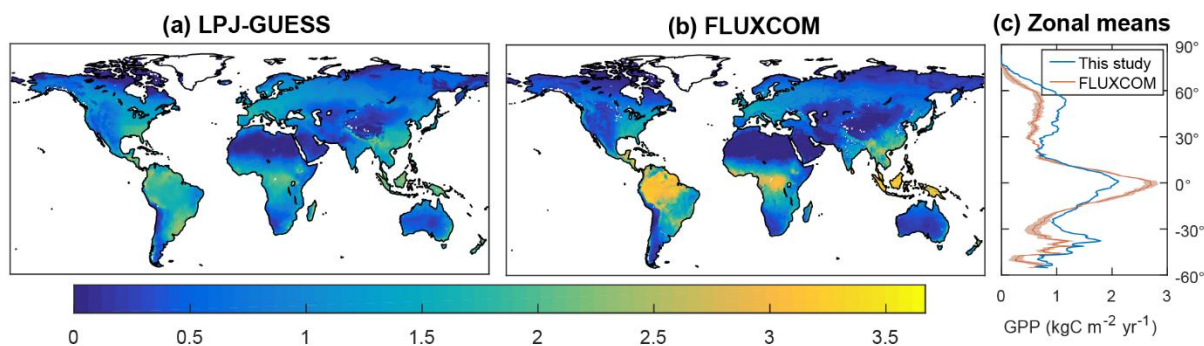 (a) LPJ-GUESS
(b) FLUXCOM
(c) Zonal means
This study
FLUXCOM
90°
60°
30°
0°
-30°
-60°
0 1 2 3
GPP (kgC m⁻² yr⁻¹)
0 0.5 1 1.5 2 2.5 3 3.5